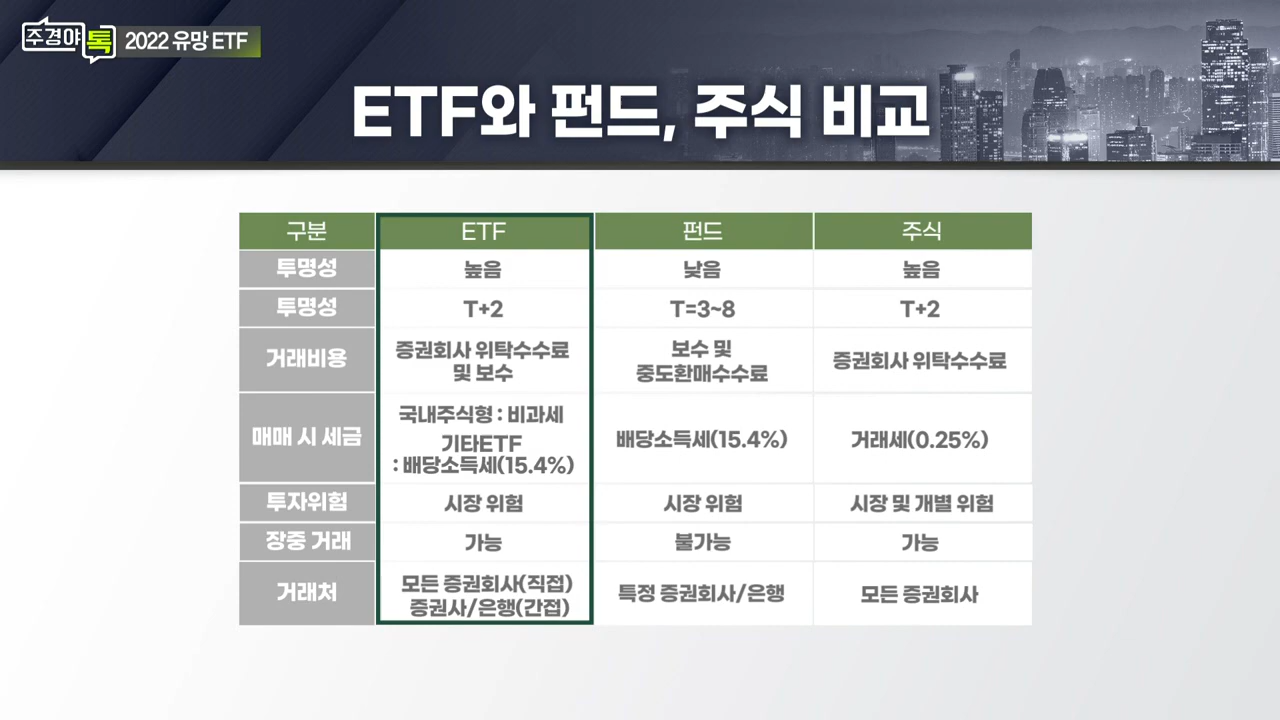 주경야톡 2022 유망 ETF
ETF와 펀드, 주식 비교
구분 ETF 펀드 주식
투명성 높음 낮음 높음
투명성 T+2 T=3~8 T+2
거래비용 증권회사 위탁수수료 및 보수 보수 및 중도환매수수료 증권회사 위탁수수료
매매 시 세금 국내주식형 : 비과세 기타ETF : 배당소득세(15.4%) 배당소득세(15.4%) 거래세(0.25%)
투자위험 시장 위험 시장 위험 시장 및 개별 위험
장중 거래 가능 불가능 가능
거래처 모든 증권회사(직접) 증권사/은행(간접) 특정 증권회사/은행 모든 증권회사